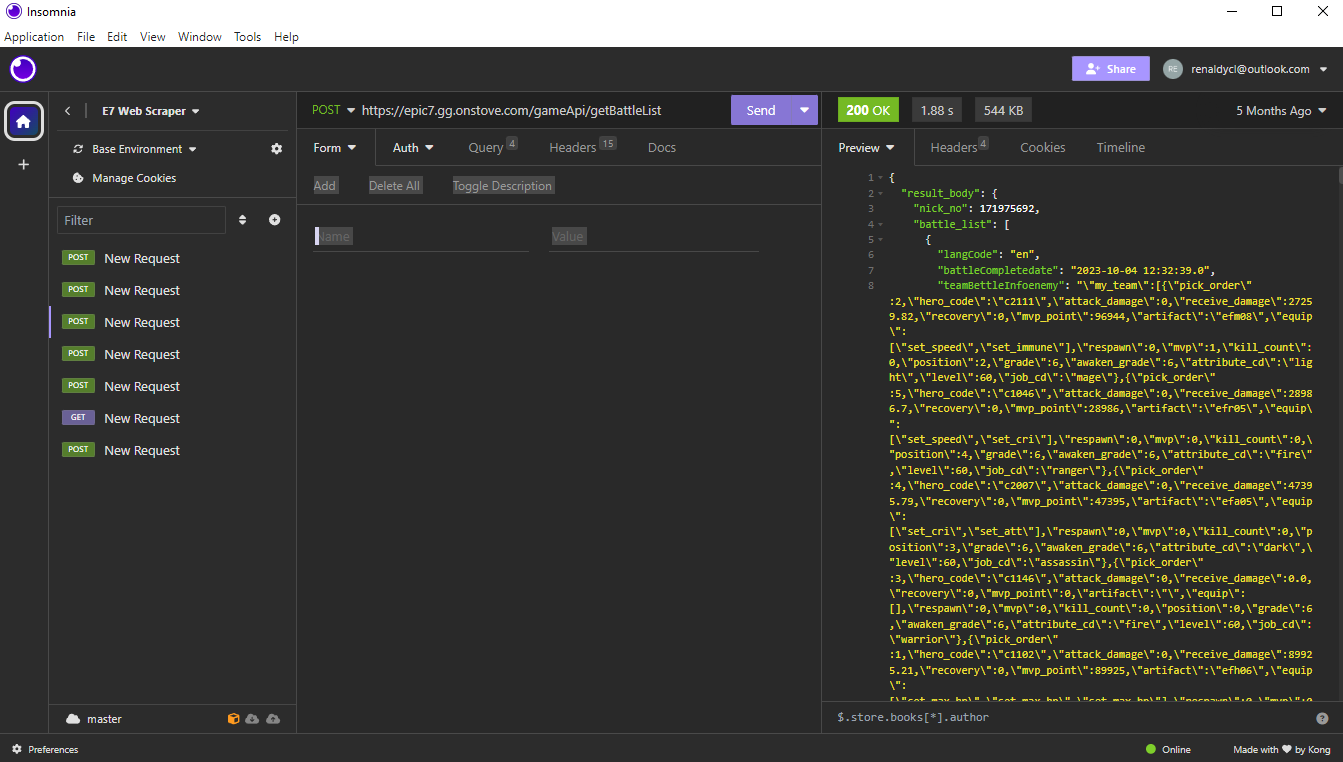 Insomnia
Application File Edit View Window Tools Help
Share
RE
renaldycl@outlook.com
E7 Web Scraper
Base Environment
Manage Cookies
Filter
POST New Request
POST New Request
POST New Request
POST New Request
POST New Request
GET New Request
POST New Request
master
POST https://epic7.gg.onstove.com/gameApi/getBattleList Send
Form Auth Query 4 Headers 15 Docs
Add Delete All Toggle Description
Name Value
200 OK 1.88 s 544 KB 5 Months Ago
Preview Headers 4 Cookies Timeline
1 {
2 "result_body": {
3 "nick_no": 171975692,
4 "battle_list": [
5 {
6 "langCode": "en",
7 "battleCompletedate": "2023-10-04 12:32:39.0",
8 "teamBettleInfoenemy": "\"my_team\":[{\"pick_order\"
:2,\"hero_code\":\"c2111\",\"attack_damage\":0,\"receive_damage\":2725
9.82,\"recovery\":0,\"mvp_point\":96944,\"artifact\":\"efm08\",\"equip
\":
[\"set_speed\",\"set_immune\"],\"respawn\":0,\"mvp\":1,\"kill_count\":
0,\"position\":2,\"grade\":6,\"awaken_grade\":6,\"attribute_cd\":\"lig
ht\",\"level\":60,\"job_cd\":\"mage\"},{\"pick_order\"
:5,\"hero_code\":\"c1046\",\"attack_damage\":0,\"receive_damage\":2898
6.7,\"recovery\":0,\"mvp_point\":28986,\"artifact\":\"efr05\",\"equip
\":
[\"set_speed\",\"set_cri\"],\"respawn\":0,\"mvp\":0,\"kill_count\":0,\
"position\":4,\"grade\":6,\"awaken_grade\":6,\"attribute_cd\":\"fire\"
,\"level\":60,\"job_cd\":\"ranger\"},{\"pick_order\"
:4,\"hero_code\":\"c2007\",\"attack_damage\":0,\"receive_damage\":4739
5.79,\"recovery\":0,\"mvp_point\":47395,\"artifact\":\"efa05\",\"equip
\":
[\"set_cri\",\"set_att\"],\"respawn\":0,\"mvp\":0,\"kill_count\":0,\"p
osition\":3,\"grade\":6,\"awaken_grade\":6,\"attribute_cd\":\"dark\",\
"level\":60,\"job_cd\":\"assassin\"},{\"pick_order\"
:3,\"hero_code\":\"c1146\",\"attack_damage\":0,\"receive_damage\":0.0,
\"recovery\":0,\"mvp_point\":0,\"artifact\":\"\",\"equip\":
[],\"respawn\":0,\"mvp\":0,\"kill_count\":0,\"position\":0,\"grade\":6
,\"awaken_grade\":6,\"attribute_cd\":\"fire\",\"level\":60,\"job_cd\":
\"warrior\"},{\"pick_order\"
:1,\"hero_code\":\"c1102\",\"attack_damage\":0,\"receive_damage\":8992
5.21,\"recovery\":0,\"mvp_point\":89925,\"artifact\":\"efh06\",\"equip
\":
[\"set_max_hp\",\"set_max_hp\",\"set_max_hp\"],\"respawn\":0,\"mvp\":0
$.store.books[*].author
Preferences
Online
Made with by Kong